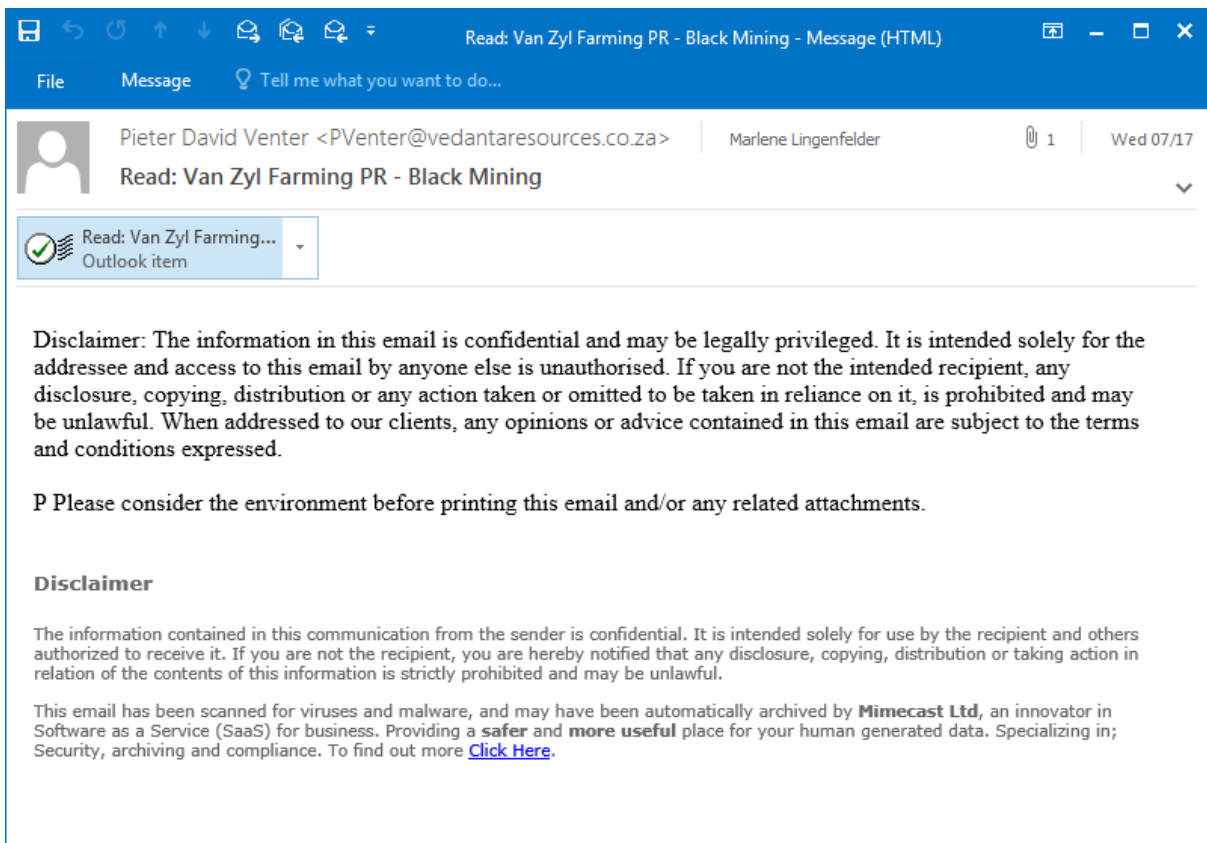 Read: Van Zyl Farming PR - Black Mining - Message (HTML)
File Message Tell me what you want to do...
Pieter David Venter <PVenter@vedantaresources.co.za> Marlene Lingenfelder 1 Wed 07/17
Read: Van Zyl Farming PR - Black Mining
Read: Van Zyl Farming...
Outlook item
Disclaimer: The information in this email is confidential and may be legally privileged. It is intended solely for the
addressee and access to this email by anyone else is unauthorised. If you are not the intended recipient, any
disclosure, copying, distribution or any action taken or omitted to be taken in reliance on it, is prohibited and may
be unlawful. When addressed to our clients, any opinions or advice contained in this email are subject to the terms
and conditions expressed.
P Please consider the environment before printing this email and/or any related attachments.
Disclaimer
The information contained in this communication from the sender is confidential. It is intended solely for use by the recipient and others
authorized to receive it. If you are not the recipient, you are hereby notified that any disclosure, copying, distribution or taking action in
relation of the contents of this information is strictly prohibited and may be unlawful.
This email has been scanned for viruses and malware, and may have been automatically archived by Mimecast Ltd, an innovator in
Software as a Service (SaaS) for business. Providing a safer and more useful place for your human generated data. Specializing in;
Security, archiving and compliance. To find out more Click Here.